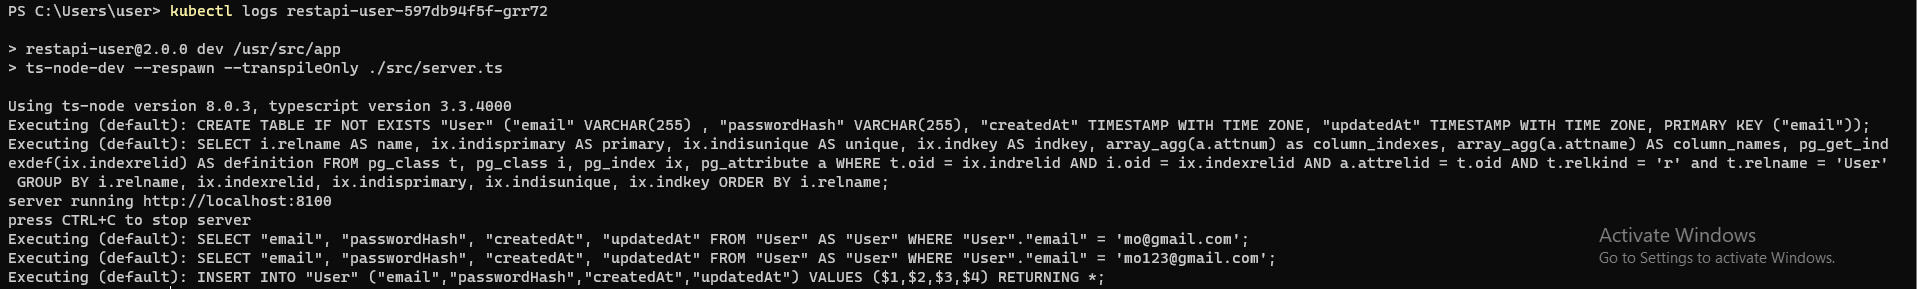 PS C:\Users\user> kubectl logs restapi-user-597db94f5f-grr72
> restapi-user@2.0.0 dev /usr/src/app
> ts-node-dev --respawn --transpileOnly ./src/server.ts
Using ts-node version 8.0.3, typescript version 3.3.4000
Executing (default): CREATE TABLE IF NOT EXISTS "User" ("email" VARCHAR(255) , "passwordHash" VARCHAR(255), "createdAt" TIMESTAMP WITH TIME ZONE, "updatedAt" TIMESTAMP WITH TIME ZONE, PRIMARY KEY ("email"));
Executing (default): SELECT i.relname AS name, ix.indisprimary AS primary, ix.indisunique AS unique, ix.indkey AS indkey, array_agg(a.attnum) as column_indexes, array_agg(a.attname) AS column_names, pg_get_ind
exdef(ix.indexrelid) AS definition FROM pg_class t, pg_class i, pg_index ix, pg_attribute a WHERE t.oid = ix.indrelid AND i.oid = ix.indexrelid AND a.attrelid = t.oid AND t.relkind = 'r' and t.relname = 'User'
GROUP BY i.relname, ix.indexrelid, ix.indisprimary, ix.indisunique, ix.indkey ORDER BY i.relname;
server running http://localhost:8100
press CTRL+C to stop server
Executing (default): SELECT "email", "passwordHash", "createdAt", "updatedAt" FROM "User" AS "User" WHERE "User"."email" = 'mo@gmail.com';
Executing (default): SELECT "email", "passwordHash", "createdAt", "updatedAt" FROM "User" AS "User" WHERE "User"."email" = 'mo123@gmail.com';
Executing (default): INSERT INTO "User" ("email","passwordHash","createdAt","updatedAt") VALUES ($1,$2,$3,$4) RETURNING *;
Activate Windows
Go to Settings to activate Windows.